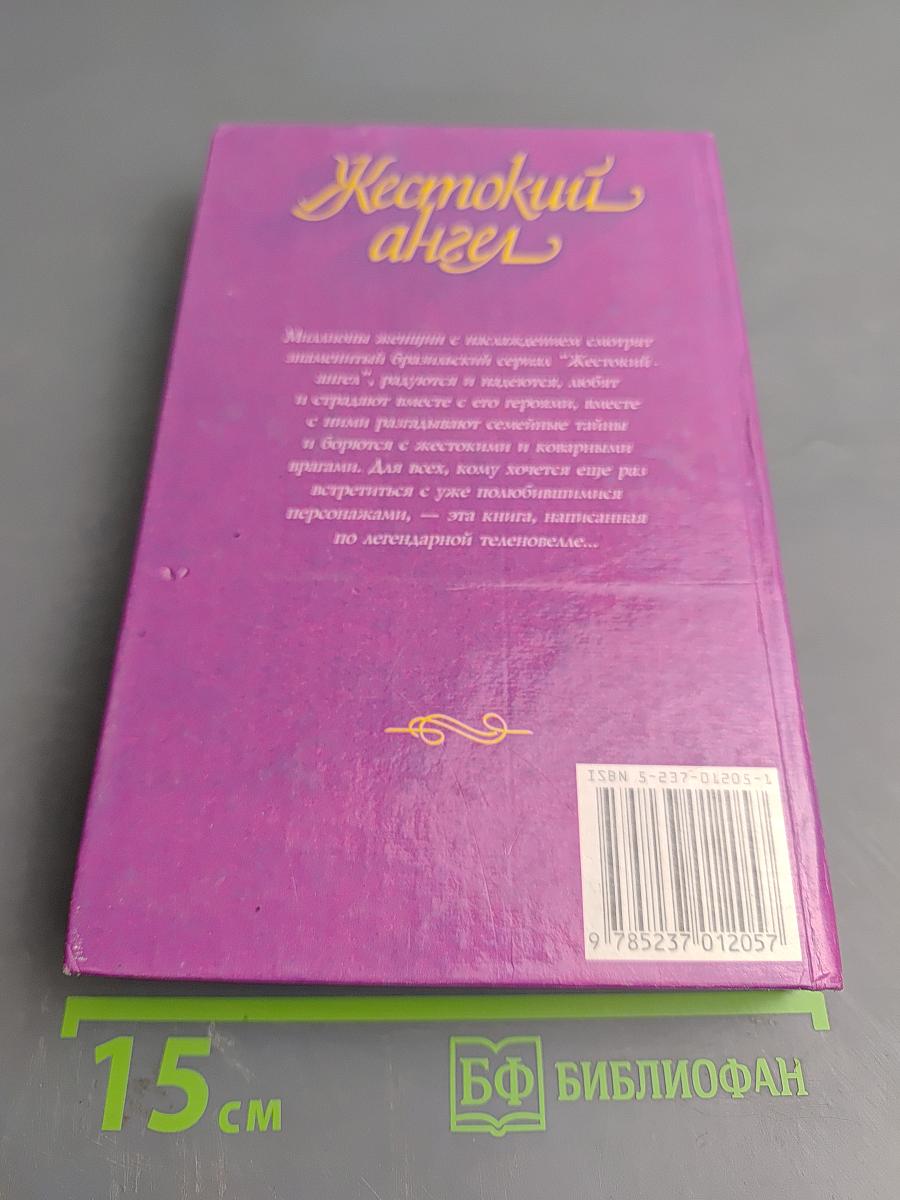 Жестокий
ангел
Миллионы женщин с наслаждением смотрят
знаменитый бразильский сериал "Жестокий
ангел", радуются и надеются, любят
и страдают вместе с его героями, вместе
с ними разгадывают семейные тайны
и борются с жестокими и коварными
врагами. Для всех, кому хочется еще раз
встретиться с уже полюбившимися
персонажами, — эта книга, написанная
по легендарной теленовелле...
ISBN 5-237-01205-1
9 785237 012057
15 см
БФ БИБЛИОФАН